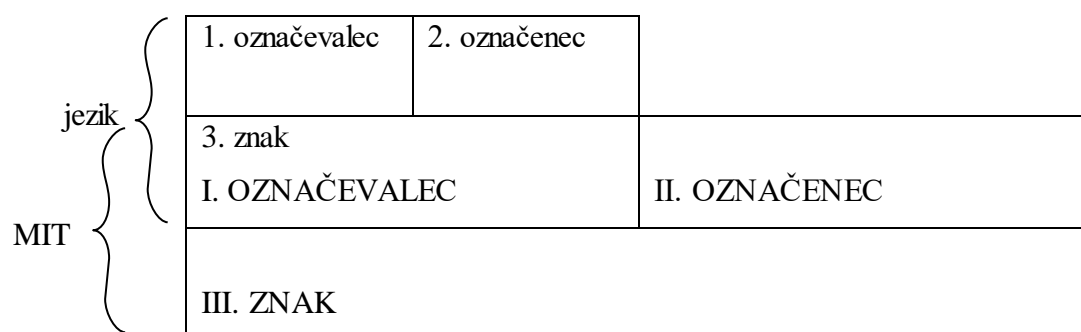 1. označevalec 2. označenec
jezik
3. znak
I. OZNAČEVALEC II. OZNAČENEC
MIT
III. ZNAK